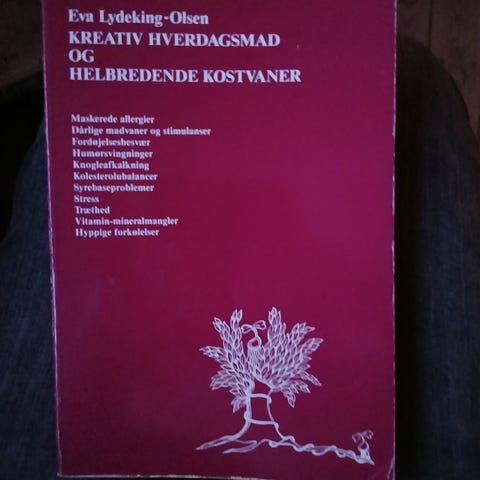 Eva Lydeking-Olsen
KREATIV HVERDAGSMAD
OG
HELBREDENDE KOSTVANER
Maskerede allergier
Dårlige madvaner og stimulanser
Fordøjelsesbesvær
Humørsvingninger
Knogleafkalkning
Kolesterolubalancer
Syrebaseproblemer
Stress
Træthed
Vitamin-mineralmangler
Hyppige forkølelser